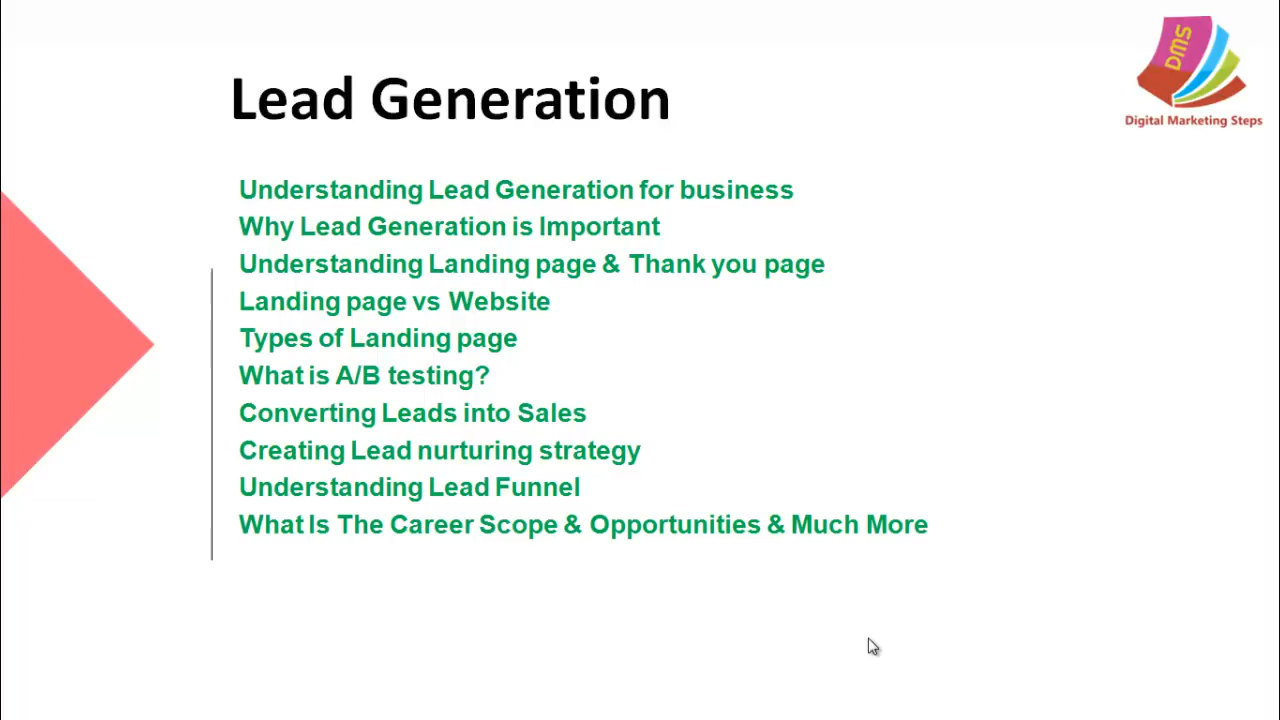 DMS
Digital Marketing Steps
Lead Generation
Understanding Lead Generation for business
Why Lead Generation is Important
Understanding Landing page & Thank you page
Landing page vs Website
Types of Landing page
What is A/B testing?
Converting Leads into Sales
Creating Lead nurturing strategy
Understanding Lead Funnel
What Is The Career Scope & Opportunities & Much More